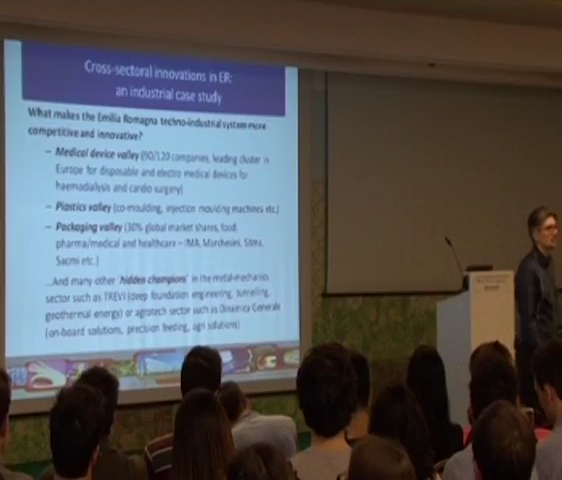 Cross-sectoral innovations in ER:
an industrial case study
What makes the Emilia Romagna techno-industrial system more
competitive and innovative?
– Medical device valley (90/120 companies, leading cluster in
Europe for disposable and electro medical devices for
haemodialysis and cardio surgery)
– Plastics valley (co-moulding, injection moulding machines etc.)
– Packaging valley (30% global market shares, food,
pharma/medical and healthcare – IMA, Marchesini, Sitma,
Sacmi etc.)
...And many other 'hidden champions' in the metal-mechanics
sector such as TREVI (deep foundation engineering, tunnelling,
geothermal energy) or agrotech sector such as Dinamica Generale
(on-board solutions, precision feeding, agri solutions)